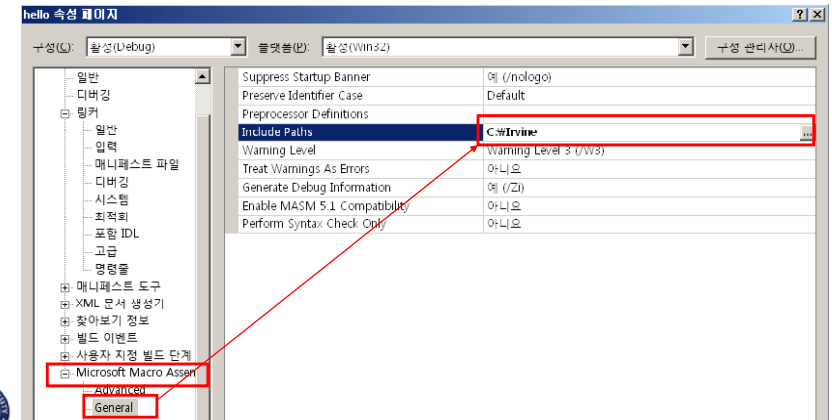 hello 속성 페이지
구성(C): 활성(Debug) 플랫폼(P): 활성(Win32) 구성 관리자(O)...
일반
디버깅
링커
일반
입력
매니페스트 파일
디버깅
시스템
최적화
포함 IDL
고급
명령줄
매니페스트 도구
XML 문서 생성기
찾아보기 정보
빌드 이벤트
사용자 지정 빌드 단계
Microsoft Macro Assen
Advanced
General
Suppress Startup Banner 예 (/nologo)
Preserve Identifier Case Default
Preprocessor Definitions
Include Paths C:₩Irvine ...
Warning Level Warning Level 3 (/W3)
Treat Warnings As Errors 아니요
Generate Debug Information 예 (/Zi)
Enable MASM 5.1 Compatibility 아니요
Perform Syntax Check Only 아니요